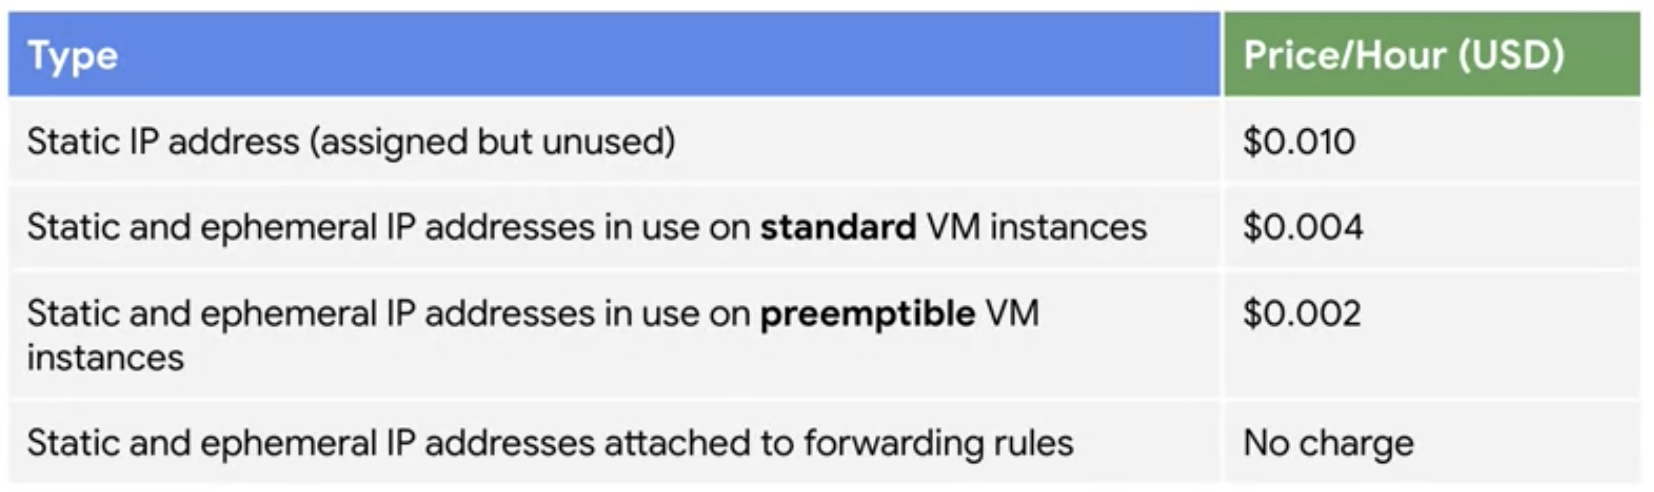 Type Price/Hour (USD)
Static IP address (assigned but unused) $0.010
Static and ephemeral IP addresses in use on standard VM instances $0.004
Static and ephemeral IP addresses in use on preemptible VM $0.002
instances
Static and ephemeral IP addresses attached to forwarding rules No charge